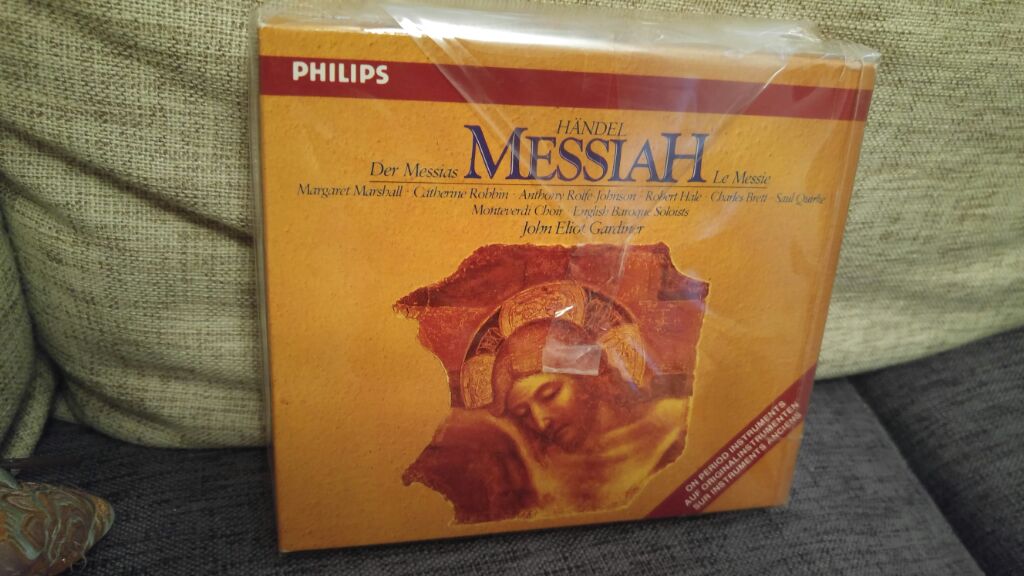 PHILIPS
HÄNDEL
Der Messias MESSIAH Le Messie
Margaret Marshall · Catherine Robbin · Anthony Rolfe-Johnson · Robert Hale · Charles Brett · Saul Quirke
Monteverdi Choir · English Baroque Soloists
John Eliot Gardiner
ON PERIOD INSTRUMENTS
AUF ORIGINALINSTRUMENTEN
SUR INSTRUMENTS ANCIENS